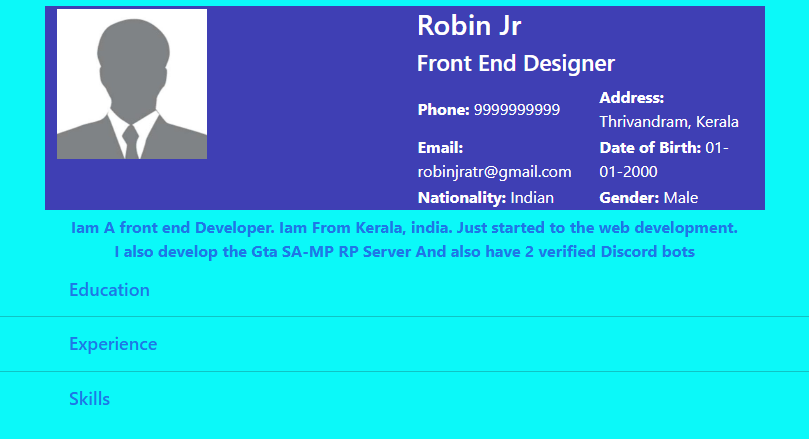 Robin Jr
Front End Designer
Phone: 9999999999
Address:
Thrivandram, Kerala
Email:
robinjratr@gmail.com
Date of Birth: 01-
01-2000
Nationality: Indian
Gender: Male
Iam A front end Developer. Iam From Kerala, india. Just started to the web development.
I also develop the Gta SA-MP RP Server And also have 2 verified Discord bots
Education
Experience
Skills